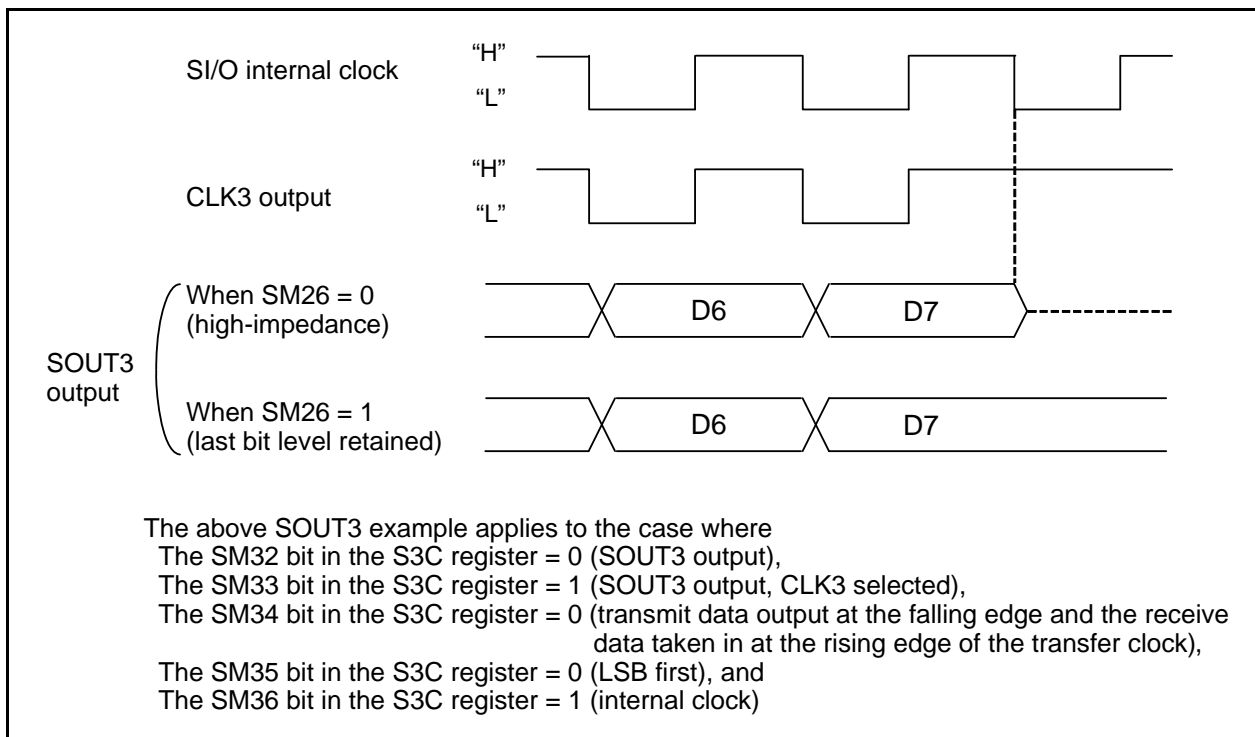 SI/O internal clock
“H”
“L”
CLK3 output
“H”
“L”
SOUT3
output
When SM26 = 0
(high-impedance)
D6
D7
When SM26 = 1
(last bit level retained)
D6
D7
The above SOUT3 example applies to the case where
The SM32 bit in the S3C register = 0 (SOUT3 output),
The SM33 bit in the S3C register = 1 (SOUT3 output, CLK3 selected),
The SM34 bit in the S3C register = 0 (transmit data output at the falling edge and the receive
data taken in at the rising edge of the transfer clock),
The SM35 bit in the S3C register = 0 (LSB first), and
The SM36 bit in the S3C register = 1 (internal clock)